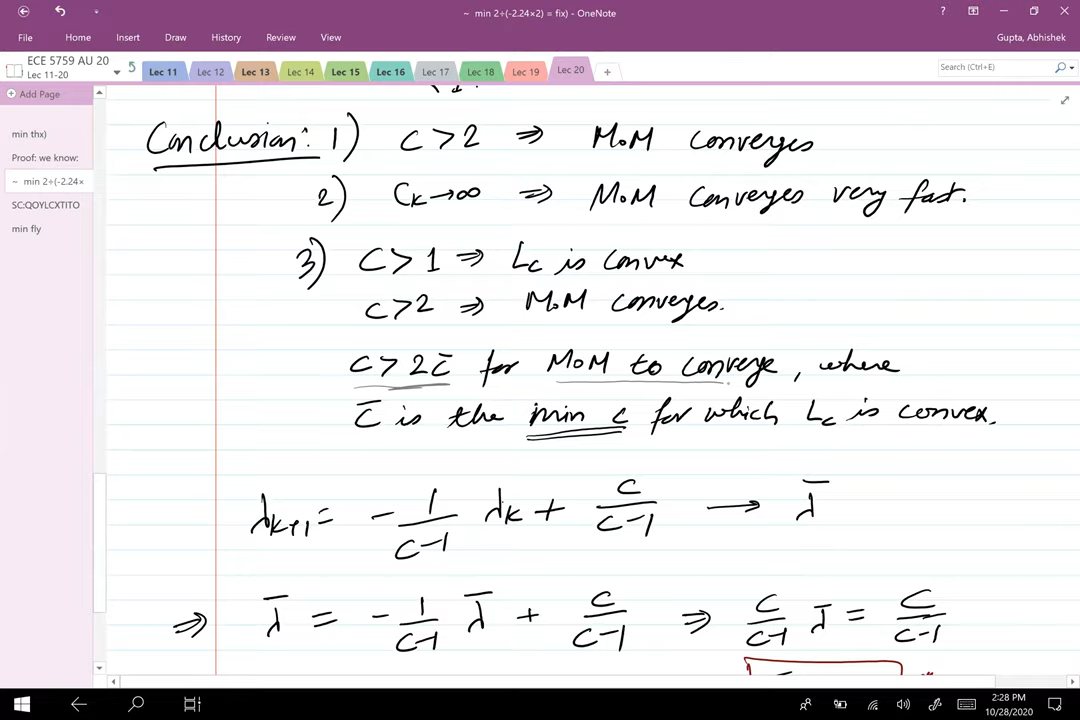 ~ min 2÷(-2.24×2) = fix) - OneNote
File Home Insert Draw History Review View
Gupta, Abhishek
ECE 5759 AU 20
Lec 11-20
Lec 11 Lec 12 Lec 13 Lec 14 Lec 15 Lec 16 Lec 17 Lec 18 Lec 19 Lec 20 +
Search (Ctrl+E)
Add Page
min thx)
Proof: we know:
~ min 2÷(-2.24×
SC:QOYLCXTITO
min fly
Conclusion: 1) C > 2 ⇒ MoM converges
2) C_k → ∞ ⇒ MoM converges very fast.
3) C > 1 ⇒ L_c is convex
C > 2 ⇒ MoM converges.
C > 2c̄ for MoM to converge, where
c̄ is the min c for which L_c is convex.
λ_{k+1} = - 1/(c-1) λ_k + c/(c-1) → λ̄
⇒ λ̄ = - 1/(c-1) λ̄ + c/(c-1) ⇒ c/(c-1) λ̄ = c/(c-1)
2:28 PM
10/28/2020